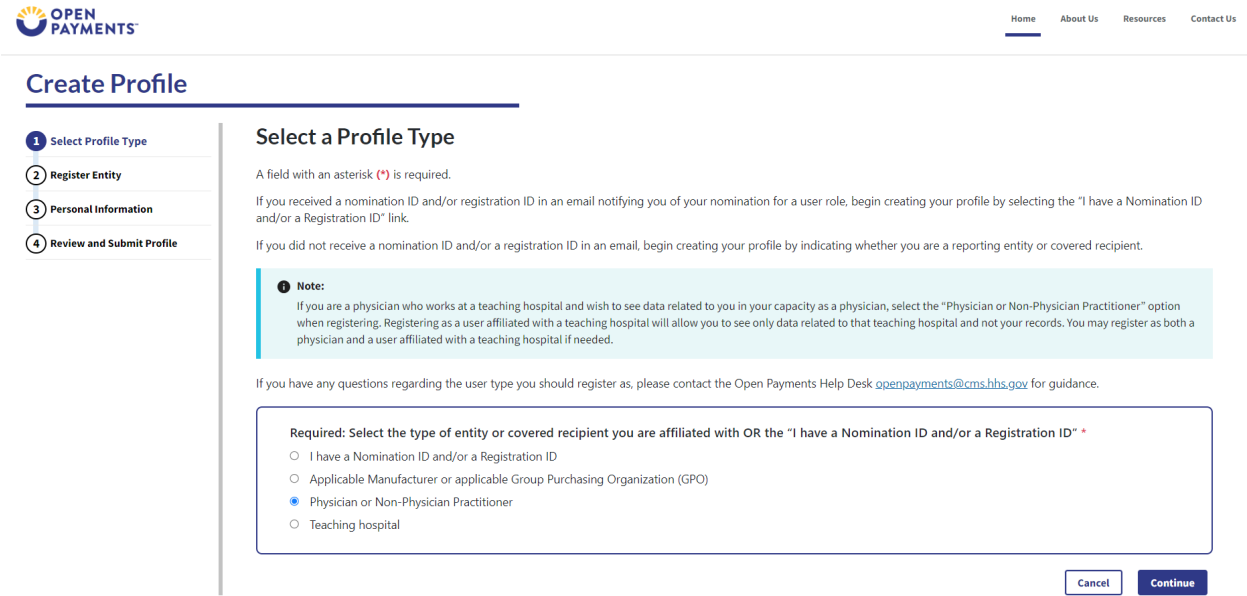 OPEN
PAYMENTS
Home About Us Resources Contact Us
Create Profile
1 Select Profile Type
2 Register Entity
3 Personal Information
4 Review and Submit Profile
Select a Profile Type
A field with an asterisk (*) is required.
If you received a nomination ID and/or registration ID in an email notifying you of your nomination for a user role, begin creating your profile by selecting the “I have a Nomination ID
and/or a Registration ID” link.
If you did not receive a nomination ID and/or a registration ID in an email, begin creating your profile by indicating whether you are a reporting entity or covered recipient.
Note:
If you are a physician who works at a teaching hospital and wish to see data related to you in your capacity as a physician, select the “Physician or Non-Physician Practitioner” option
when registering. Registering as a user affiliated with a teaching hospital will allow you to see only data related to that teaching hospital and not your records. You may register as both a
physician and a user affiliated with a teaching hospital if needed.
If you have any questions regarding the user type you should register as, please contact the Open Payments Help Desk openpayments@cms.hhs.gov for guidance.
Required: Select the type of entity or covered recipient you are affiliated with OR the “I have a Nomination ID and/or a Registration ID” *
I have a Nomination ID and/or a Registration ID
Applicable Manufacturer or applicable Group Purchasing Organization (GPO)
Physician or Non-Physician Practitioner
Teaching hospital
Cancel Continue